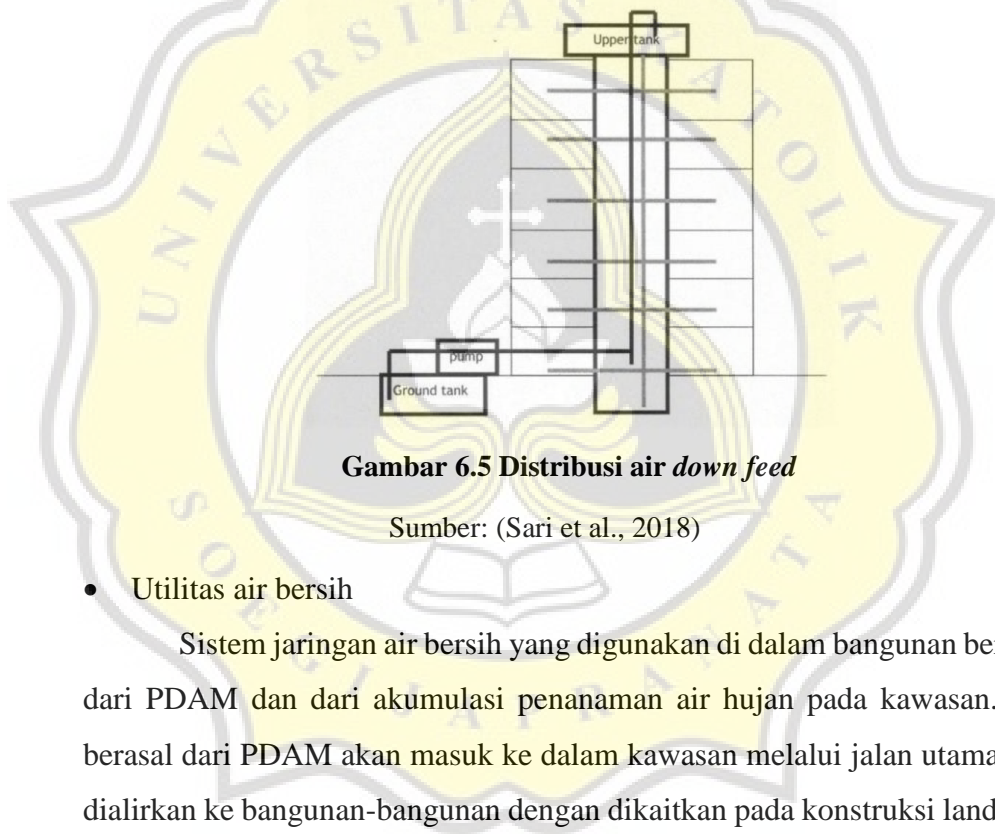 UNIVERSITAS KATOLIK
SOEGIJAPRANATA
Upper tank
pump
Ground tank
Gambar 6.5 Distribusi air down feed
Sumber: (Sari et al., 2018)
• Utilitas air bersih
Sistem jaringan air bersih yang digunakan di dalam bangunan
dari PDAM dan dari akumulasi penanaman air hujan pada kawasan.
berasal dari PDAM akan masuk ke dalam kawasan melalui jalan utama
dialirkan ke bangunan-bangunan dengan dikaitkan pada konstruksi